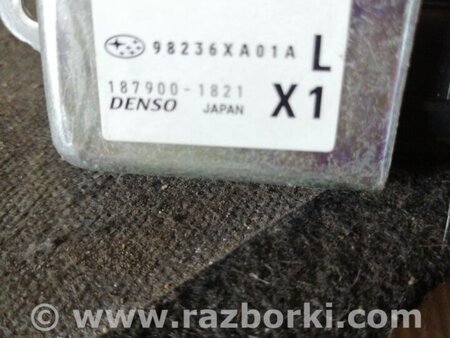 98236XA01A L
187900-1821
DENSO JAPAN X1
© www.razborki.com